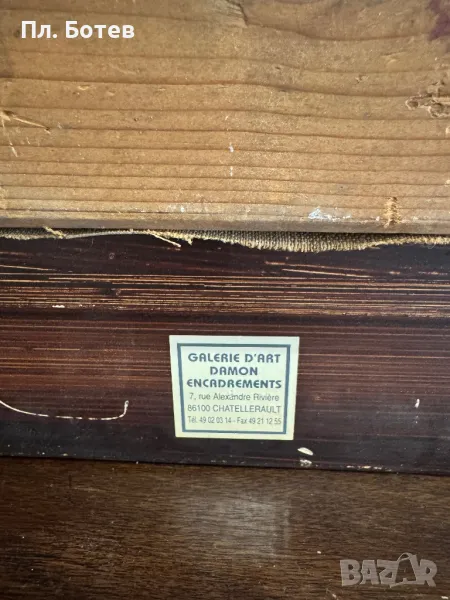 Пл. Ботев
GALERIE D'ART
DAMON
ENCADREMENTS
7, rue Alexandre Rivière
86100 CHATELLERAULT
Tél. 49 02 03 14 - Fax 49 21 12 55
BAZAR